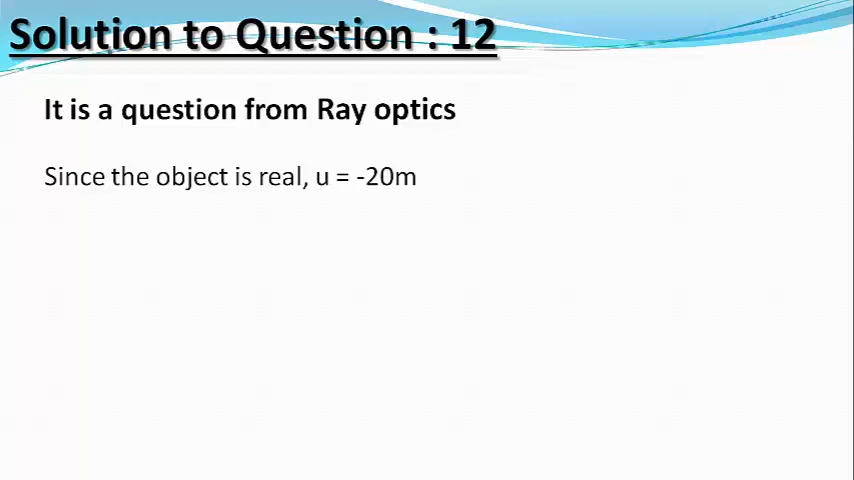 Solution to Question : 12
It is a question from Ray optics
Since the object is real, u = -20m